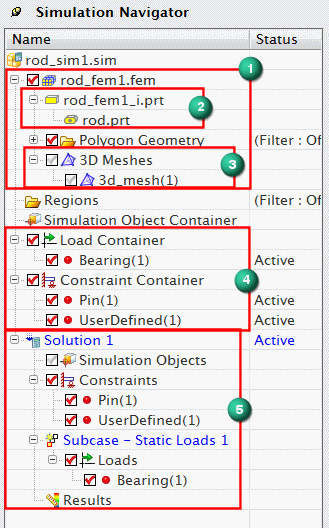 Simulation Navigator
Name Status
rod_sim1.sim
rod_fem1.fem 1
rod_fem1_i.prt 2
rod.prt
Polygon Geometry (Filter : Of
3D Meshes 3
3d_mesh(1)
Regions (Filter : Of
Simulation Object Container
Load Container
Bearing(1) Active
Constraint Container 4
Pin(1) Active
UserDefined(1) Active
Solution 1 Active
Simulation Objects
Constraints
Pin(1) 5
UserDefined(1)
Subcase - Static Loads 1
Loads
Bearing(1)
Results